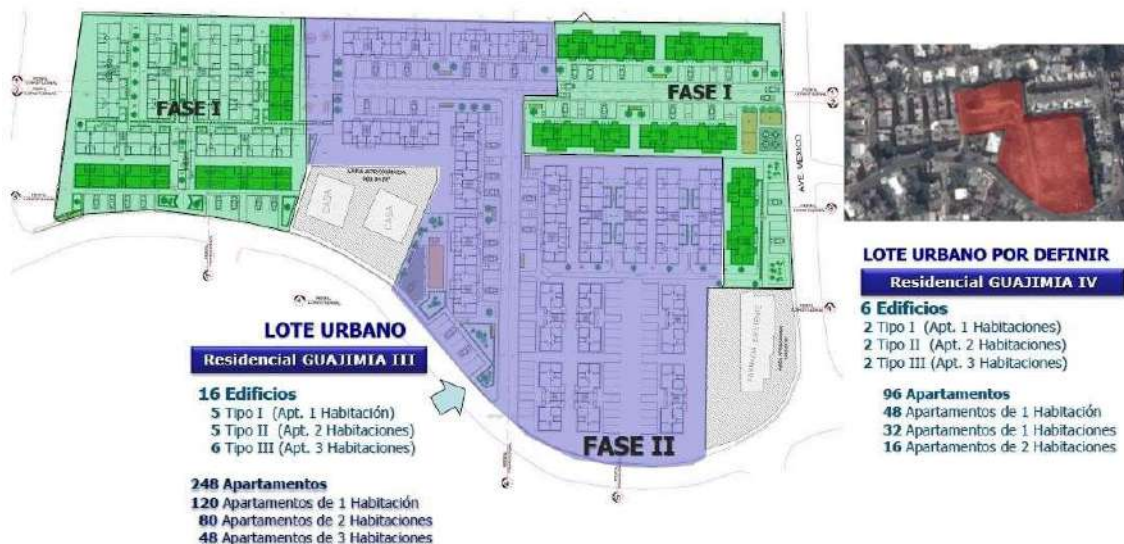 FASE I
FASE I
AVE MEXICO
CASA
CASA
FASE II
LOTE URBANO
Residencial GUAJIMIA III
16 Edificios
5 Tipo I (Apt. 1 Habitación)
5 Tipo II (Apt. 2 Habitaciones)
6 Tipo III (Apt. 3 Habitaciones)
248 Apartamentos
120 Apartamentos de 1 Habitación
80 Apartamentos de 2 Habitaciones
48 Apartamentos de 3 Habitaciones
LOTE URBANO POR DEFINIR
Residencial GUAJIMIA IV
6 Edificios
2 Tipo I (Apt. 1 Habitaciones)
2 Tipo II (Apt. 2 Habitaciones)
2 Tipo III (Apt. 3 Habitaciones)
96 Apartamentos
48 Apartamentos de 1 Habitación
32 Apartamentos de 1 Habitaciones
16 Apartamentos de 2 Habitaciones